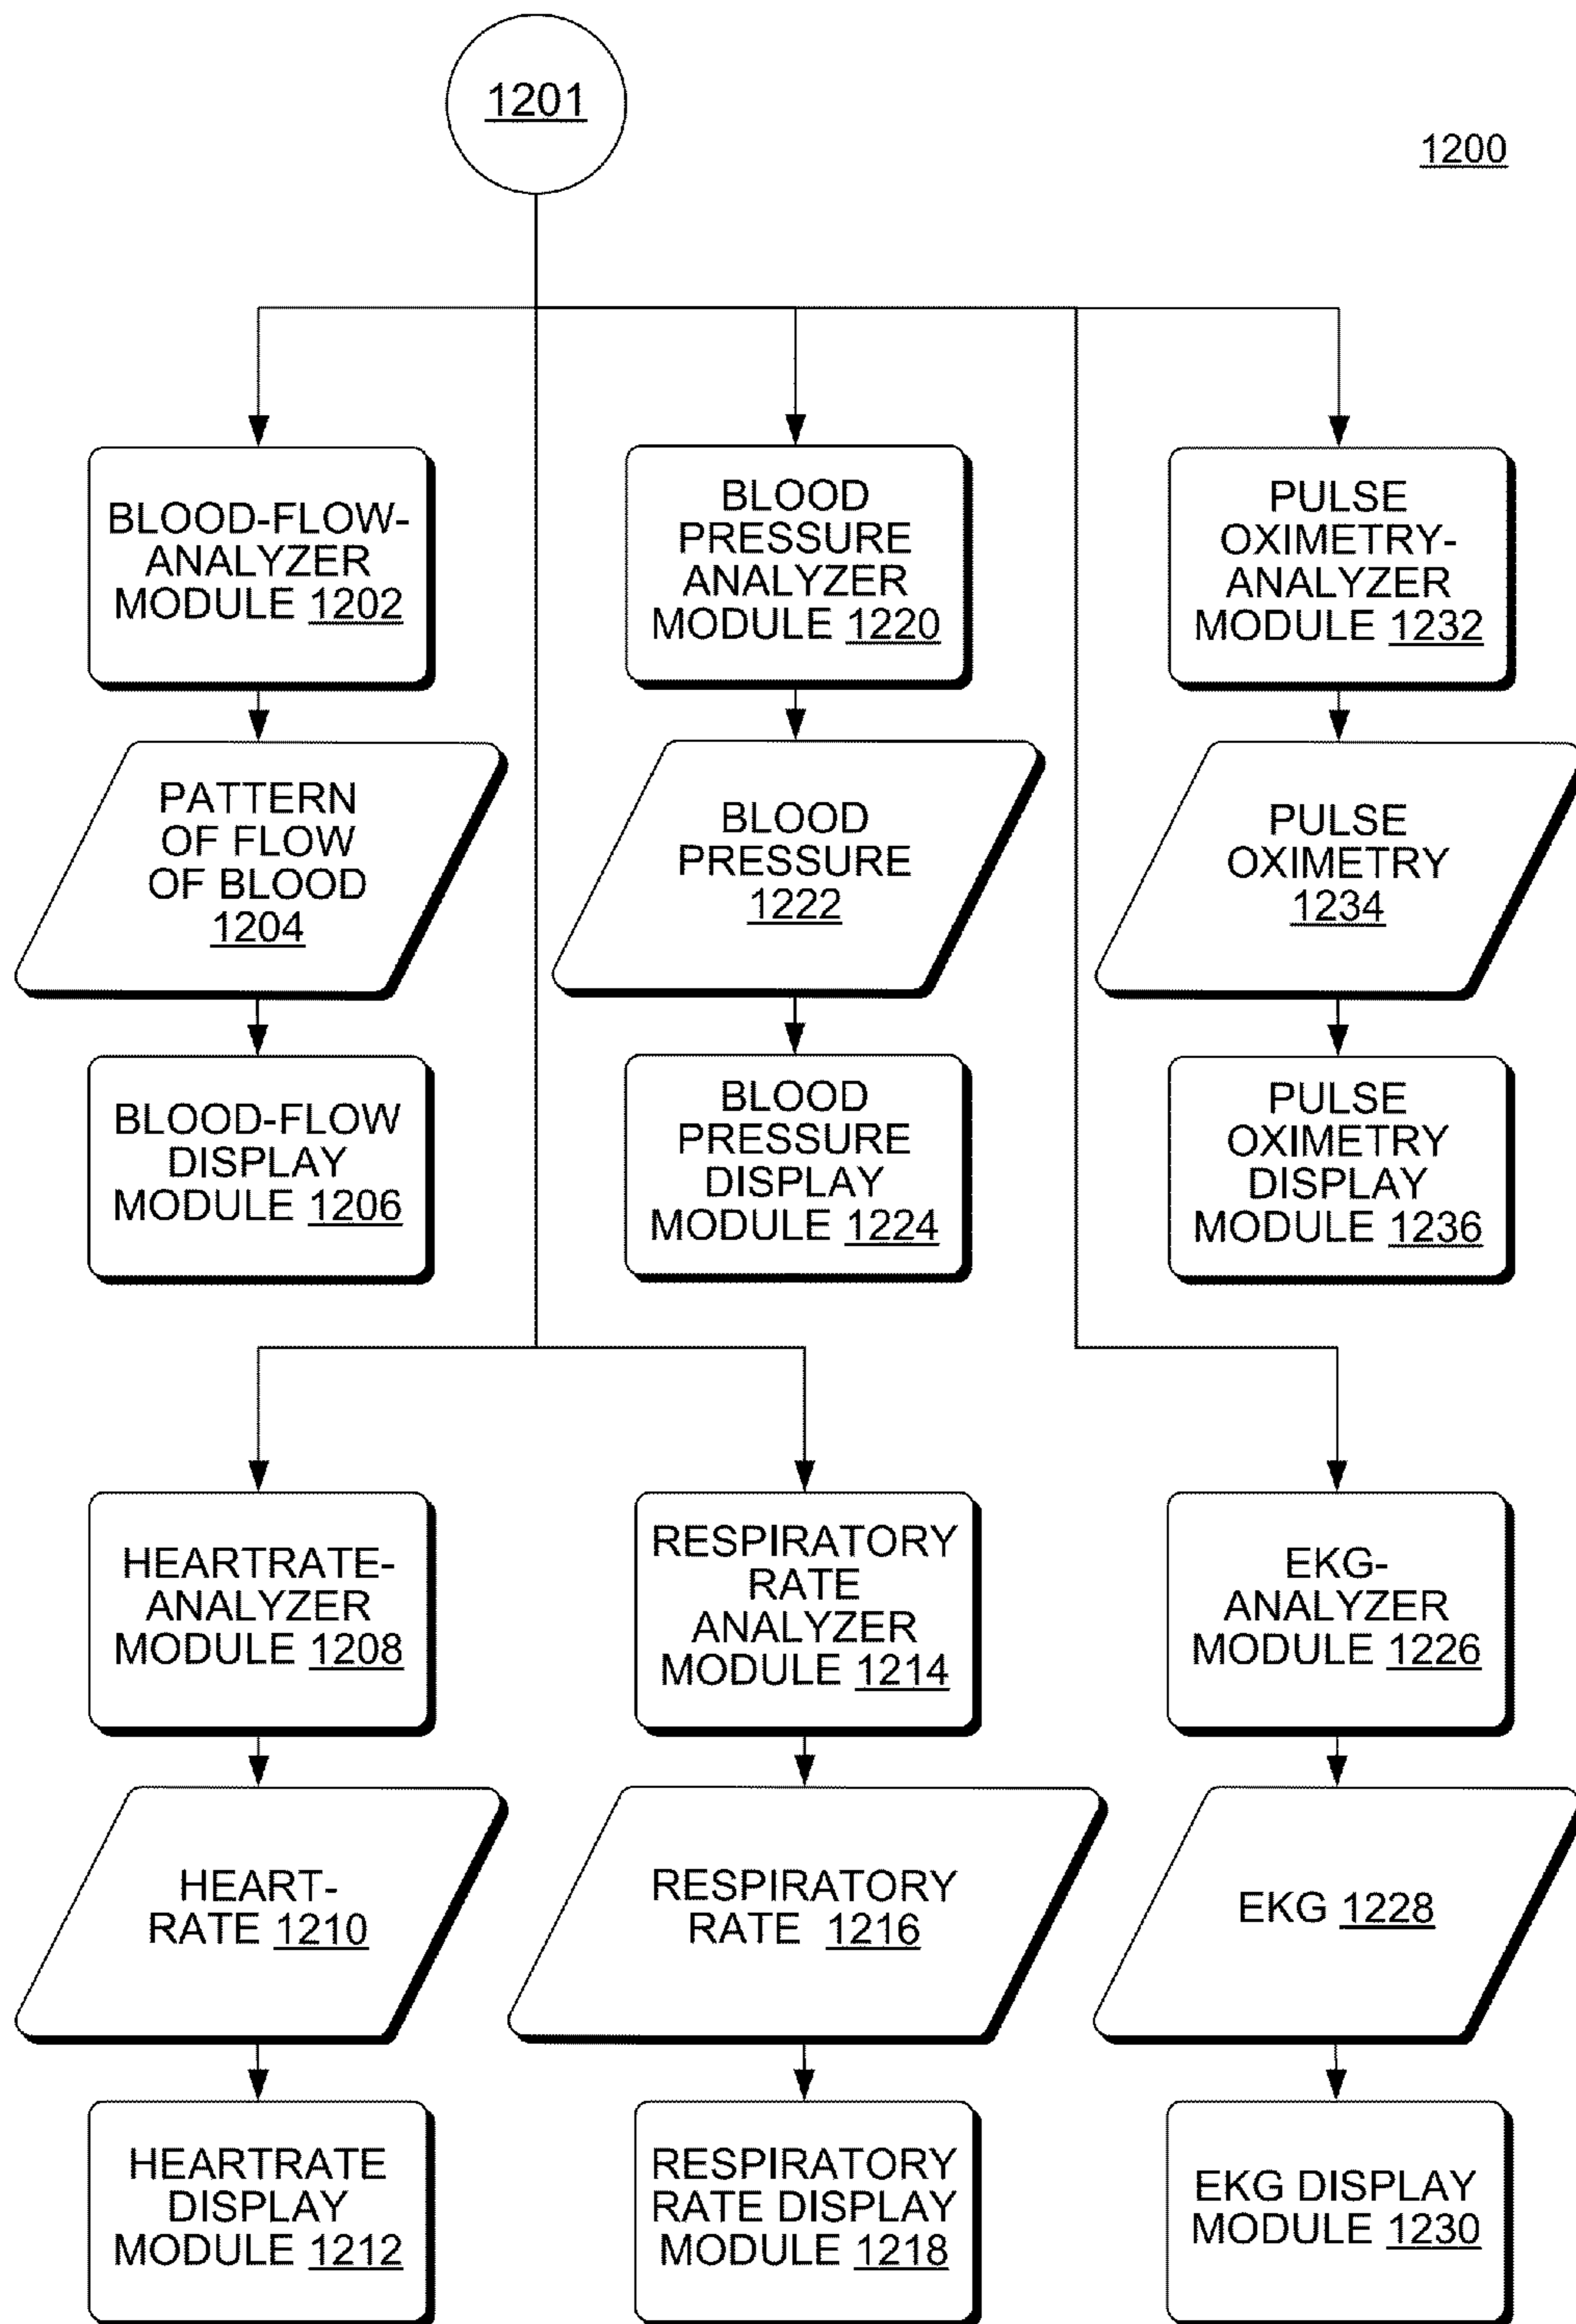 1201
1200
BLOOD-FLOW-
ANALYZER
MODULE 1202
BLOOD
PRESSURE
ANALYZER
MODULE 1220
PULSE
OXIMETRY-
ANALYZER
MODULE 1232
PATTERN
OF FLOW
OF BLOOD
1204
BLOOD
PRESSURE
1222
PULSE
OXIMETRY
1234
BLOOD-FLOW
DISPLAY
MODULE 1206
BLOOD
PRESSURE
DISPLAY
MODULE 1224
PULSE
OXIMETRY
DISPLAY
MODULE 1236
HEARTRATE-
ANALYZER
MODULE 1208
RESPIRATORY
RATE
ANALYZER
MODULE 1214
EKG-
ANALYZER
MODULE 1226
HEART-
RATE 1210
RESPIRATORY
RATE 1216
EKG 1228
HEARTRATE
DISPLAY
MODULE 1212
RESPIRATORY
RATE DISPLAY
MODULE 1218
EKG DISPLAY
MODULE 1230